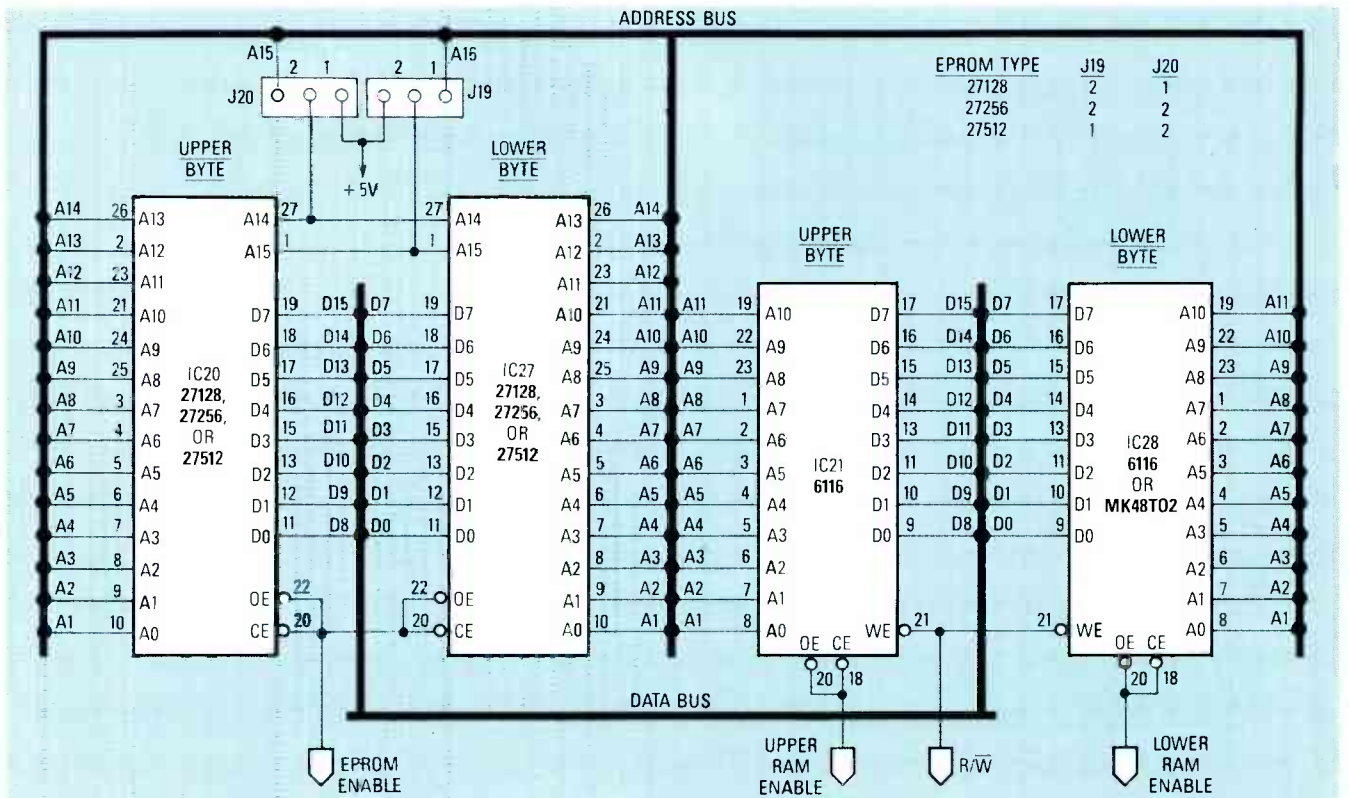 ADDRESS BUS
A15
A16
2 1
2 1
J20
J19
+5V
EPROM TYPE J19 J20
27128 2 1
27256 2 2
27512 1 2
UPPER
BYTE
A14 26 A13
A13 2 A12
A12 23 A11
A11 21 A10
A10 24 A9
A9 25 A8
A8 3 A7
A7 4 A6
A6 5 A5
A5 6 A4
A4 7 A3
A3 8 A2
A2 9 A1
A1 10 A0
IC20
27128,
27256,
OR
27512
A14 27
A15 1
D7 19 D15
D6 18 D14
D5 17 D13
D4 16 D12
D3 15 D11
D2 13 D10
D1 12 D9
D0 11 D8
OE 22
CE 20
LOWER
BYTE
27 A14
1 A15
D7 19 D7
D6 18 D6
D5 17 D5
D4 16 D4
D3 15 D3
D2 13 D2
D1 12 D1
D0 11 D0
22 OE
20 CE
IC27
27128,
27256,
OR
27512
A13 26 A14
A12 2 A13
A11 23 A12
A10 21 A11
A9 24 A10
A8 25 A9
A7 3 A8
A6 4 A7
A5 5 A6
A4 6 A5
A3 7 A4
A2 8 A3
A1 9 A2
A0 10 A1
UPPER
BYTE
A11 19 A10
A10 22 A9
A9 23 A8
A8 1 A7
A7 2 A6
A6 3 A5
A5 4 A4
A4 5 A3
A3 6 A2
A2 7 A1
A1 8 A0
IC21
6116
D7 17 D15
D6 16 D14
D5 15 D13
D4 14 D12
D3 13 D11
D2 11 D10
D1 10 D9
D0 9 D8
WE 21
OE CE
20 18
LOWER
BYTE
D7 17 D7
D6 16 D6
D5 15 D5
D4 14 D4
D3 13 D3
D2 11 D2
D1 10 D1
D0 9 D0
21 WE
IC28
6116
OR
MK48T02
A10 19 A11
A9 22 A10
A8 23 A9
A7 1 A8
A6 2 A7
A5 3 A6
A4 4 A5
A3 5 A4
A2 6 A3
A1 7 A2
A0 8 A1
OE CE
20 18
DATA BUS
EPROM
ENABLE
UPPER
RAM
ENABLE
R/W̅
LOWER
RAM
ENABLE